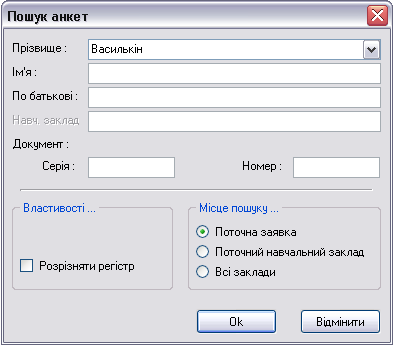 Пошук анкет
Прізвище : Василькін
Ім'я :
По батькові :
Навч. заклад
Документ :
Серія : Номер :
Властивості ... Місце пошуку ...
Поточна заявка
Поточний навчальний заклад
Розрізняти регістр Всі заклади
Ok Відмінити